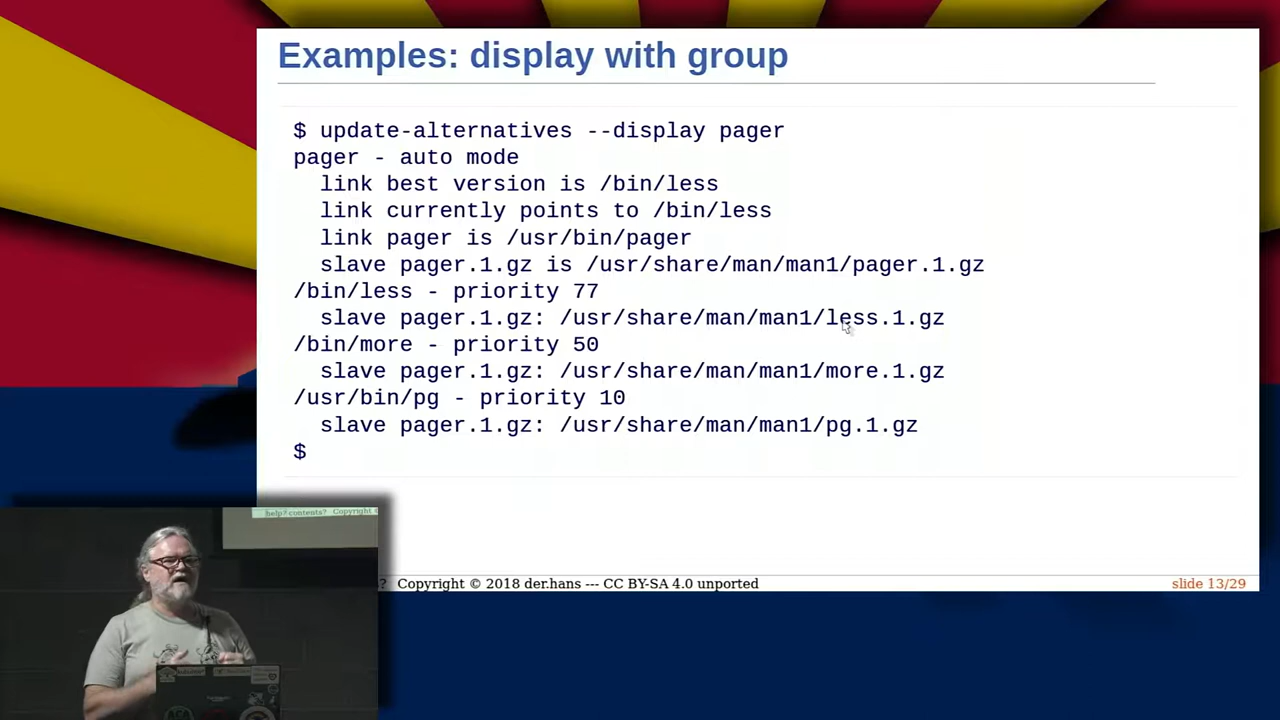 Examples: display with group
$ update-alternatives --display pager
pager - auto mode
link best version is /bin/less
link currently points to /bin/less
link pager is /usr/bin/pager
slave pager.1.gz is /usr/share/man/man1/pager.1.gz
/bin/less - priority 77
slave pager.1.gz: /usr/share/man/man1/less.1.gz
/bin/more - priority 50
slave pager.1.gz: /usr/share/man/man1/more.1.gz
/usr/bin/pg - priority 10
slave pager.1.gz: /usr/share/man/man1/pg.1.gz
$
help? contents? Copyright ©
? Copyright © 2018 der.hans --- CC BY-SA 4.0 unported
slide 13/29